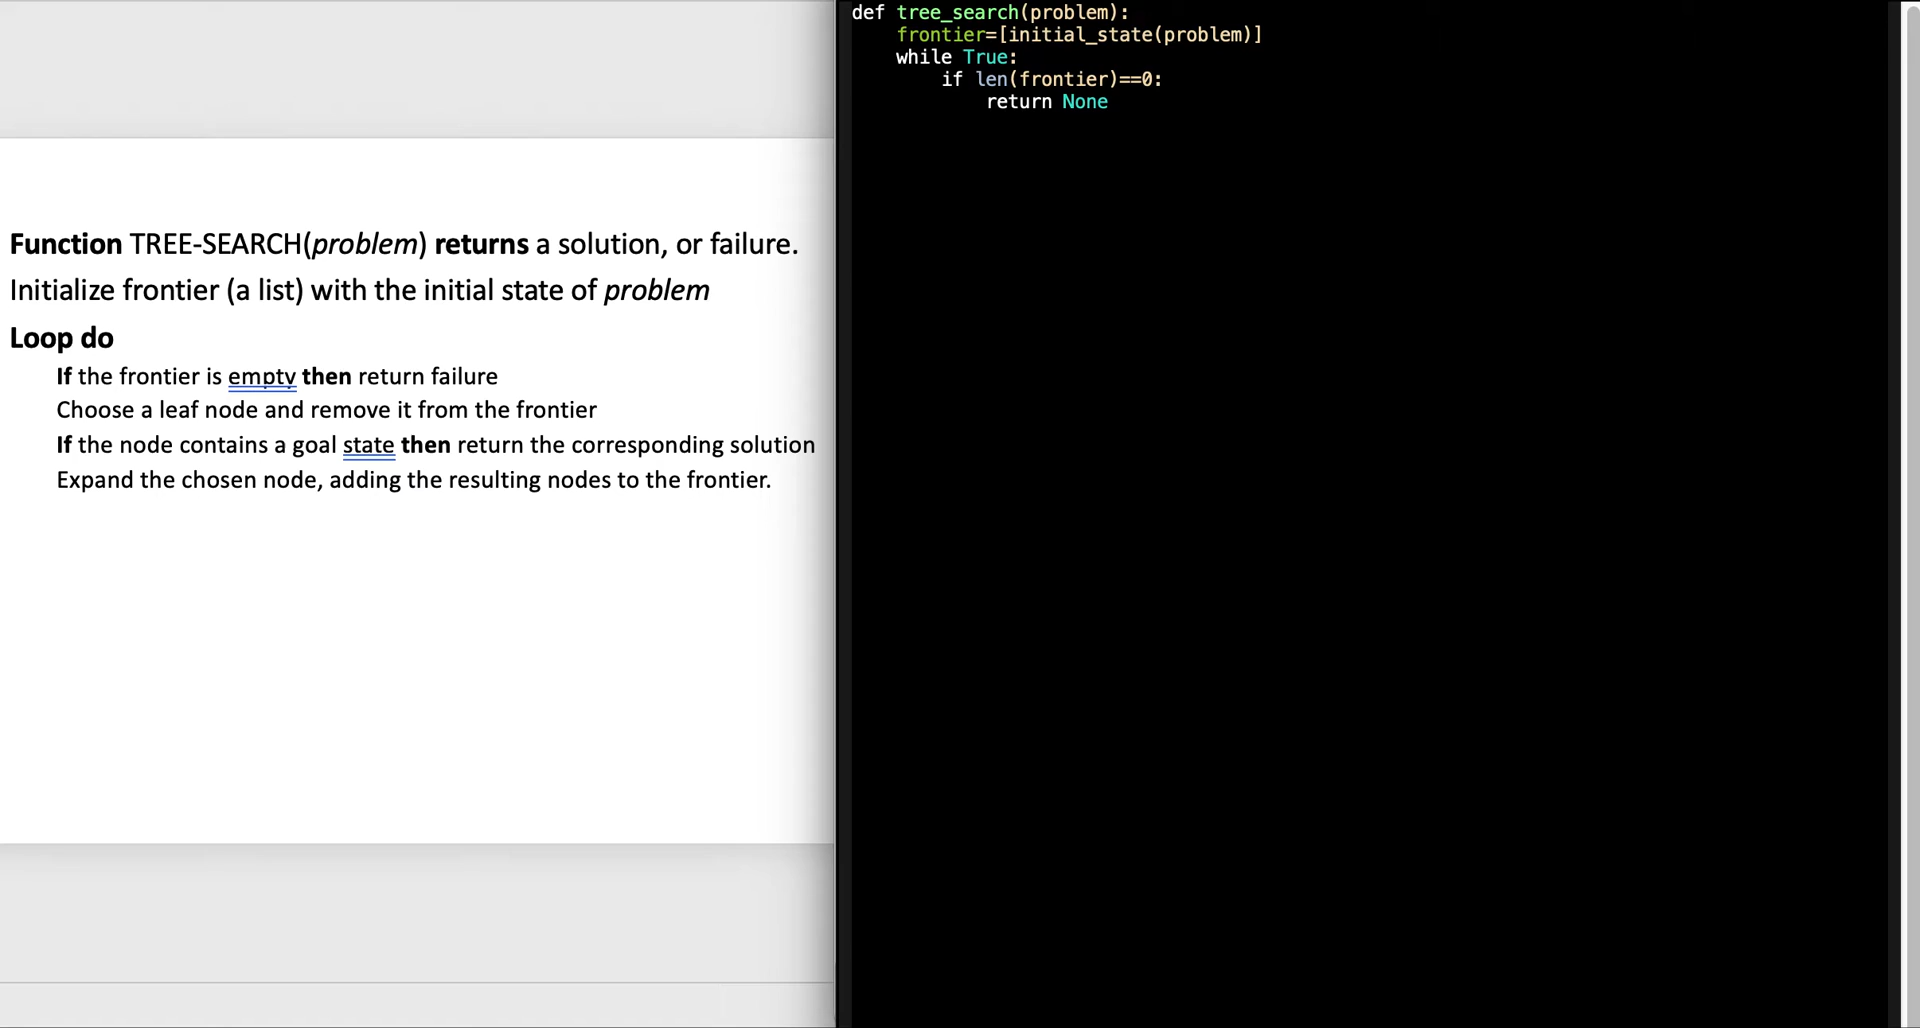 Function TREE-SEARCH(problem) returns a solution, or failure.
Initialize frontier (a list) with the initial state of problem
Loop do
If the frontier is empty then return failure
Choose a leaf node and remove it from the frontier
If the node contains a goal state then return the corresponding solution
Expand the chosen node, adding the resulting nodes to the frontier.
def tree_search(problem):
    frontier=[initial_state(problem)]
    while True:
        if len(frontier)==0:
            return None